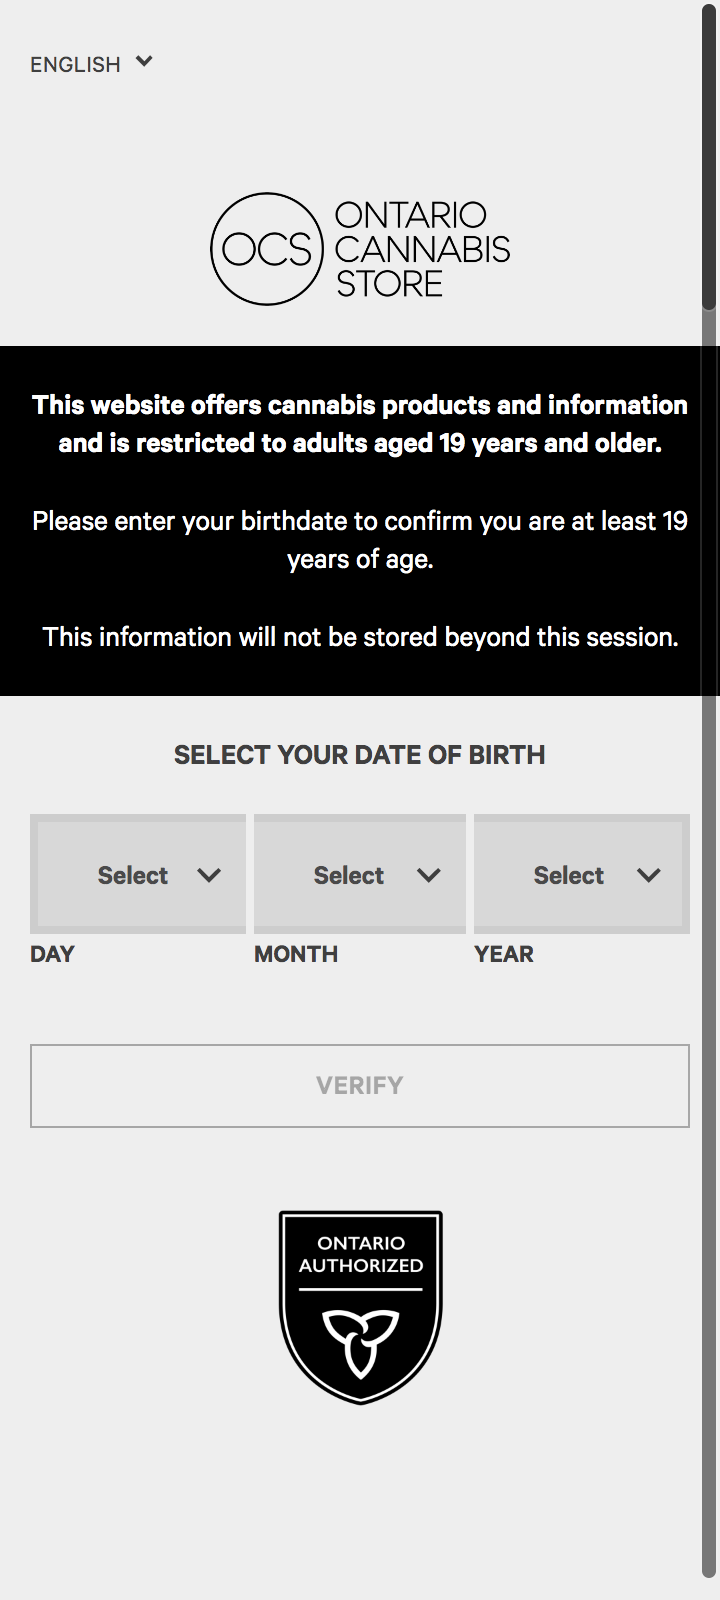 ENGLISH
OCS
ONTARIO
CANNABIS
STORE
This website offers cannabis products and information
and is restricted to adults aged 19 years and older.
Please enter your birthdate to confirm you are at least 19
years of age.
This information will not be stored beyond this session.
SELECT YOUR DATE OF BIRTH
Select Select Select
DAY MONTH YEAR
VERIFY
ONTARIO
AUTHORIZED